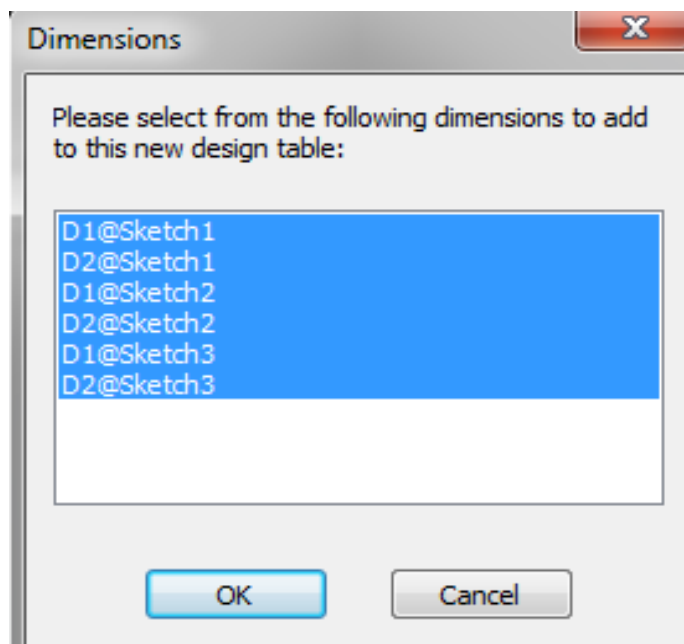 Dimensions
Please select from the following dimensions to add
to this new design table:
D1@Sketch1
D2@Sketch1
D1@Sketch2
D2@Sketch2
D1@Sketch3
D2@Sketch3
OK
Cancel